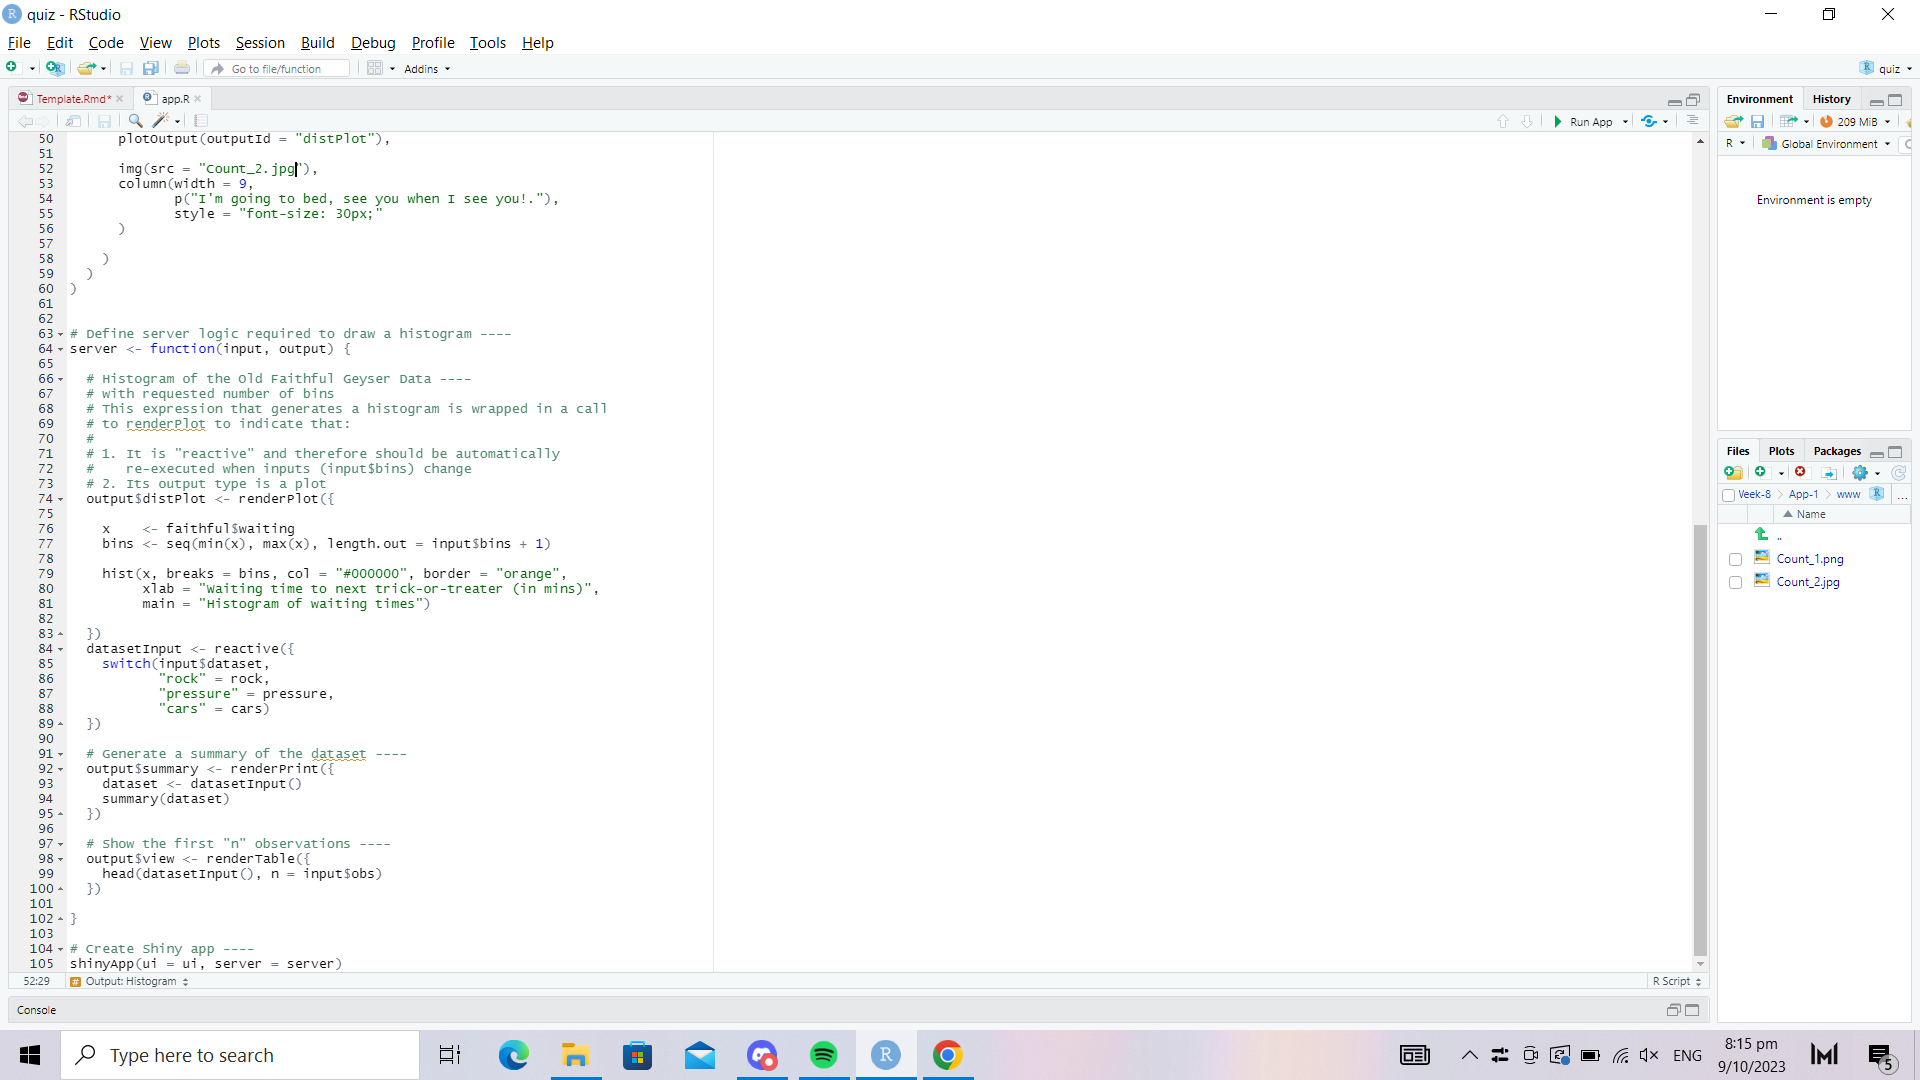 quiz - RStudio
File Edit Code View Plots Session Build Debug Profile Tools Help
Go to file/function Addins quiz
Template.Rmd* app.R
Run App
50 plotOutput(outputId = "distPlot"),
51
52 img(src = "Count_2.jpg"),
53 column(width = 9,
54 p("I'm going to bed, see you when I see you!."),
55 style = "font-size: 30px;"
56 )
57
58 )
59 )
60 )
61
62
63 # Define server logic required to draw a histogram ----
64 server <- function(input, output) {
65
66 # Histogram of the Old Faithful Geyser Data ----
67 # with requested number of bins
68 # This expression that generates a histogram is wrapped in a call
69 # to renderPlot to indicate that:
70 #
71 # 1. It is "reactive" and therefore should be automatically
72 # re-executed when inputs (input$bins) change
73 # 2. Its output type is a plot
74 output$distPlot <- renderPlot({
75
76 x <- faithful$waiting
77 bins <- seq(min(x), max(x), length.out = input$bins + 1)
78
79 hist(x, breaks = bins, col = "#000000", border = "orange",
80 xlab = "Waiting time to next trick-or-treater (in mins)",
81 main = "Histogram of waiting times")
82
83 })
84 datasetInput <- reactive({
85 switch(input$dataset,
86 "rock" = rock,
87 "pressure" = pressure,
88 "cars" = cars)
89 })
90
91 # Generate a summary of the dataset ----
92 output$summary <- renderPrint({
93 dataset <- datasetInput()
94 summary(dataset)
95 })
96
97 # Show the first "n" observations ----
98 output$view <- renderTable({
99 head(datasetInput(), n = input$obs)
100 })
101
102 }
103
104 # Create Shiny app ----
105 shinyApp(ui = ui, server = server)
52:29 # Output: Histogram R Script
Console
Environment History
209 MiB
R Global Environment
Environment is empty
Files Plots Packages
Veek-8 > App-1 > www R ...
Name
..
Count_1.png
Count_2.jpg
Type here to search
ENG
8:15 pm
9/10/2023
5